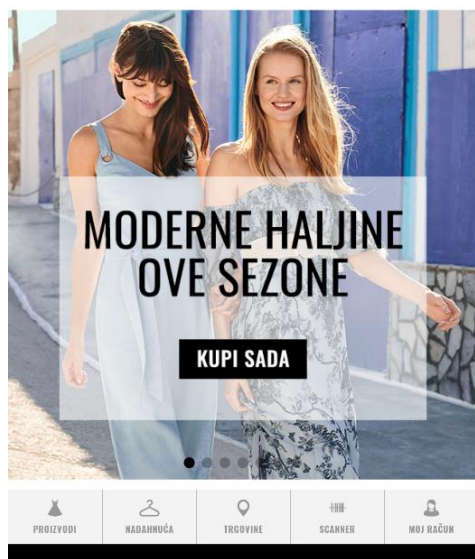 MODERNE HALJINE
OVE SEZONE
KUPI SADA
PROIZVODI
NADAHNUĆA
TRGOVINE
SCANNER
MOJ RAČUN